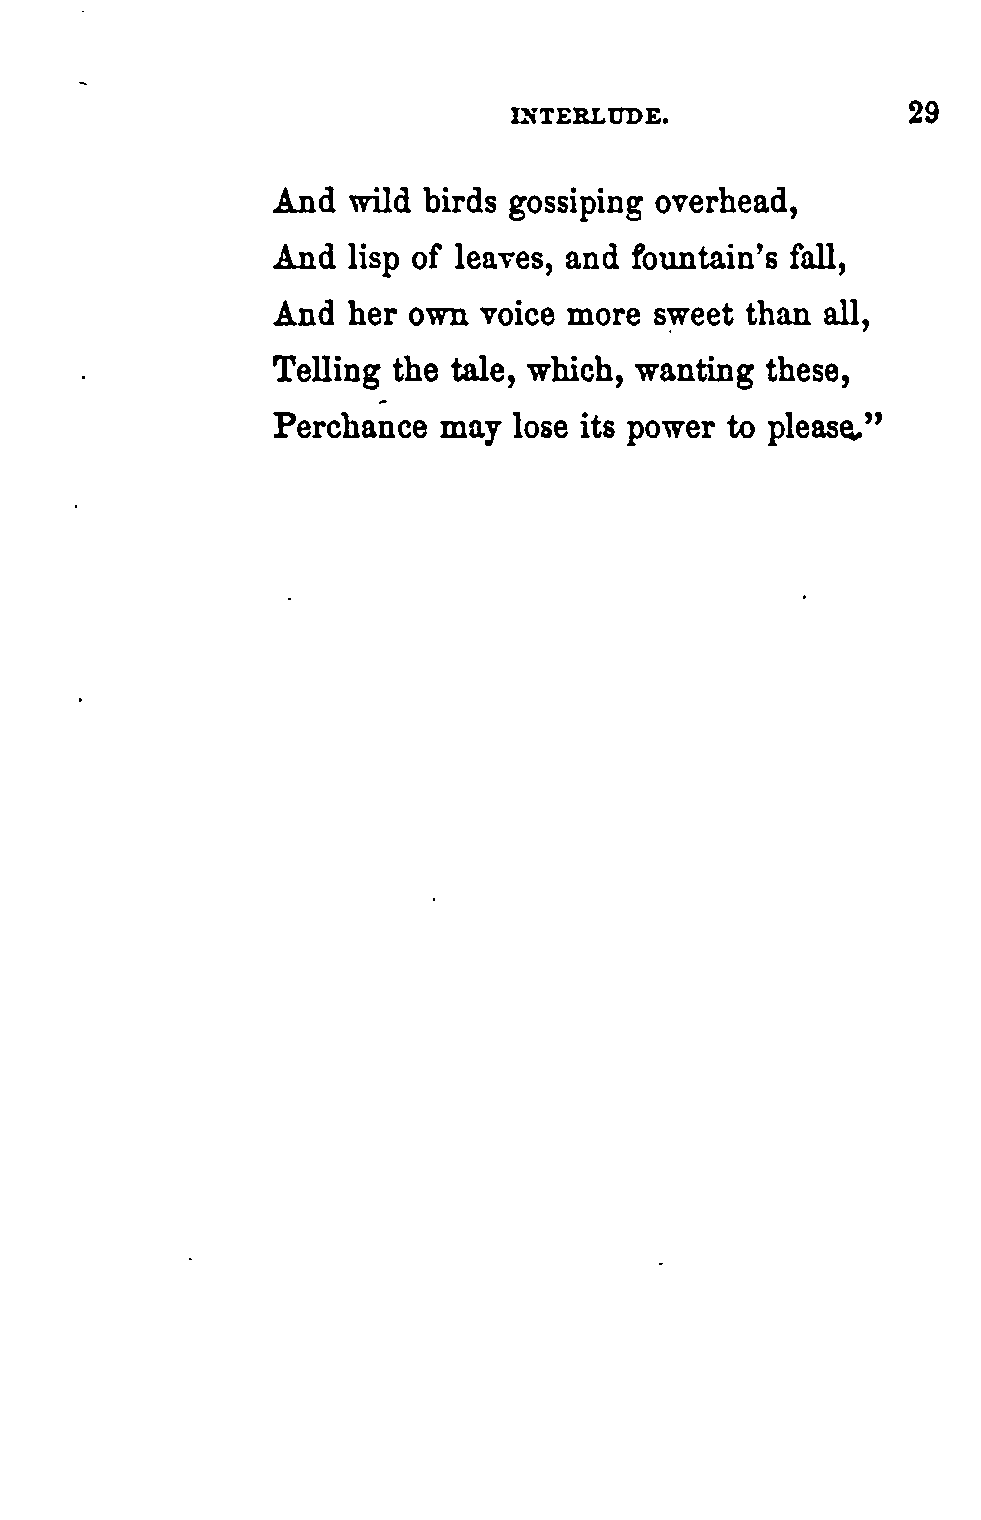 INTERLUDE. 29
And wild birds gossiping overhead,
And lisp of leaves, and fountain's fall,
And her own voice more sweet than all,
Telling the tale, which, wanting these,
Perchance may lose its power to please."